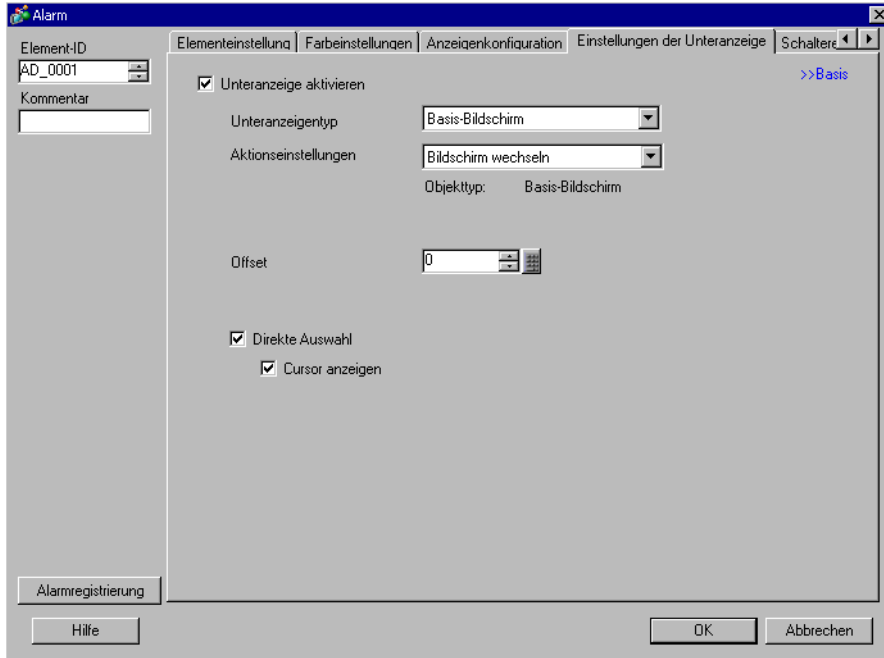 Alarm
Element-ID
AD_0001
Kommentar
Elementeinstellung
Farbeinstellungen
Anzeigenkonfiguration
Einstellungen der Unteranzeige
Schaltere
>>Basis
Unteranzeige aktivieren
Unteranzeigentyp
Basis-Bildschirm
Aktionseinstellungen
Bildschirm wechseln
Objekttyp: Basis-Bildschirm
Offset
0
Direkte Auswahl
Cursor anzeigen
Alarmregistrierung
Hilfe
OK
Abbrechen